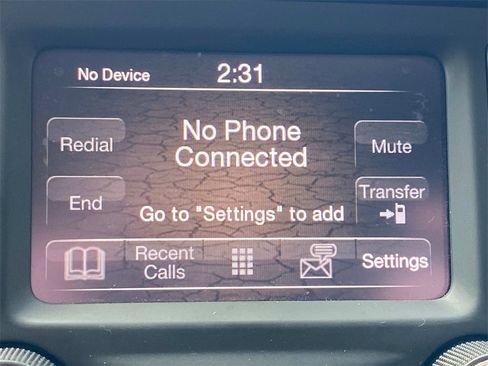 No Device
2:31
Redial
No Phone
Connected
Mute
End
Transfer
Go to "Settings" to add
Recent
Calls
Settings